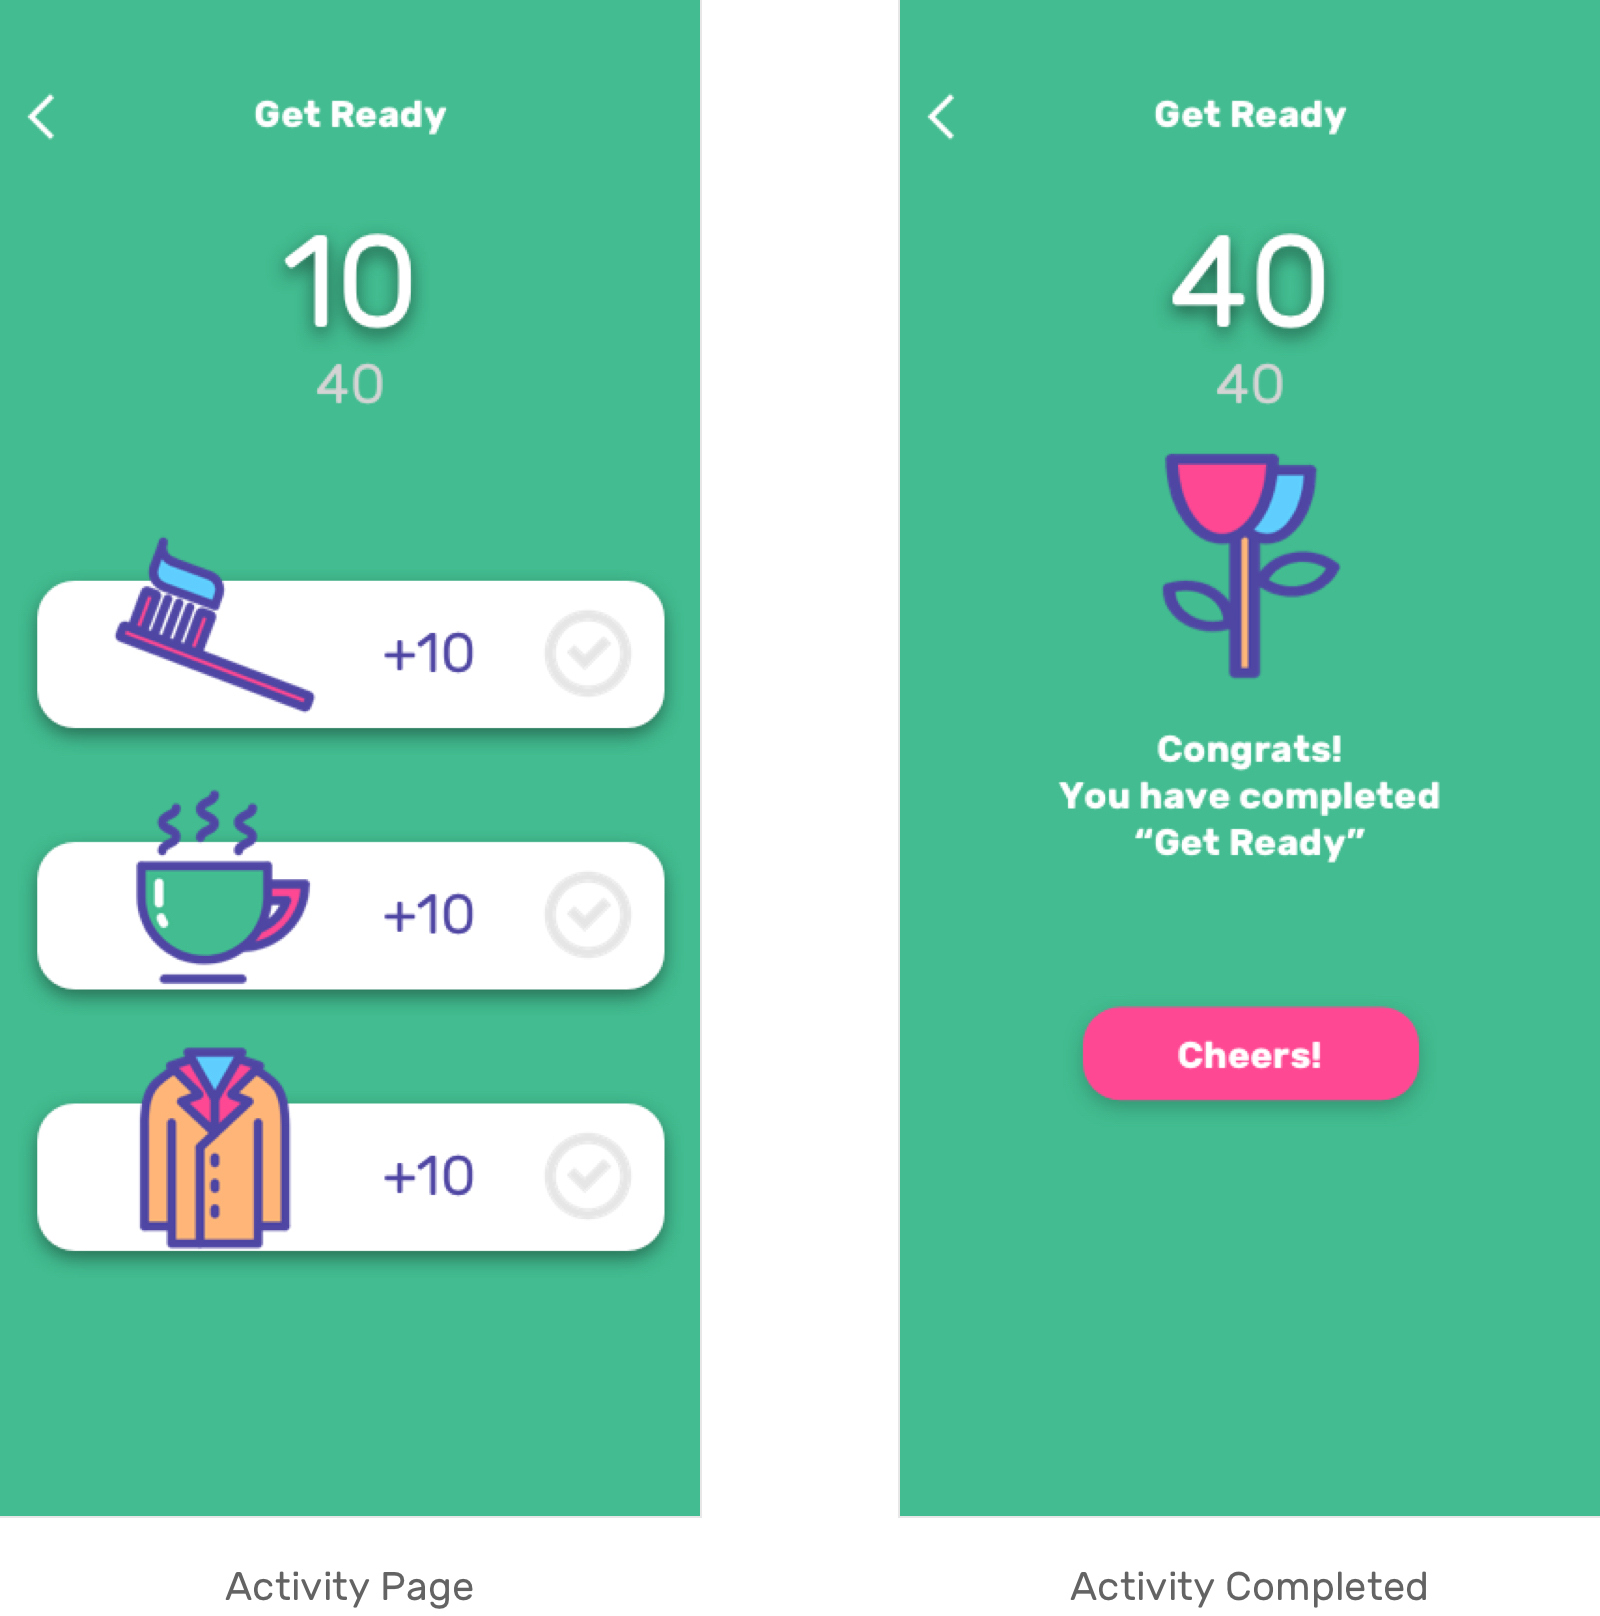 Get Ready
10
40
+10
+10
+10
Activity Page
Get Ready
40
40
Congrats!
You have completed
“Get Ready”
Cheers!
Activity Completed